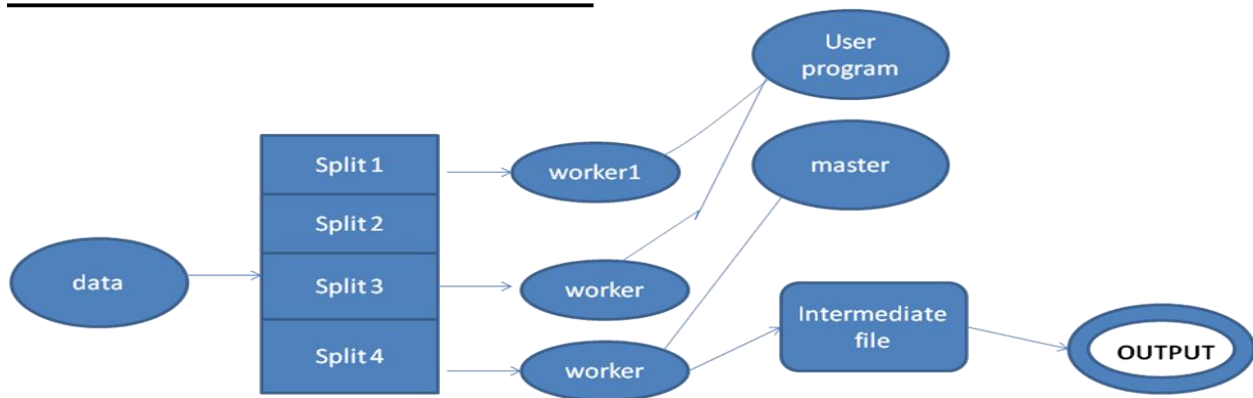 User
program
Split 1
worker1
master
Split 2
data
Split 3
worker
Intermediate
file
Split 4
worker
OUTPUT